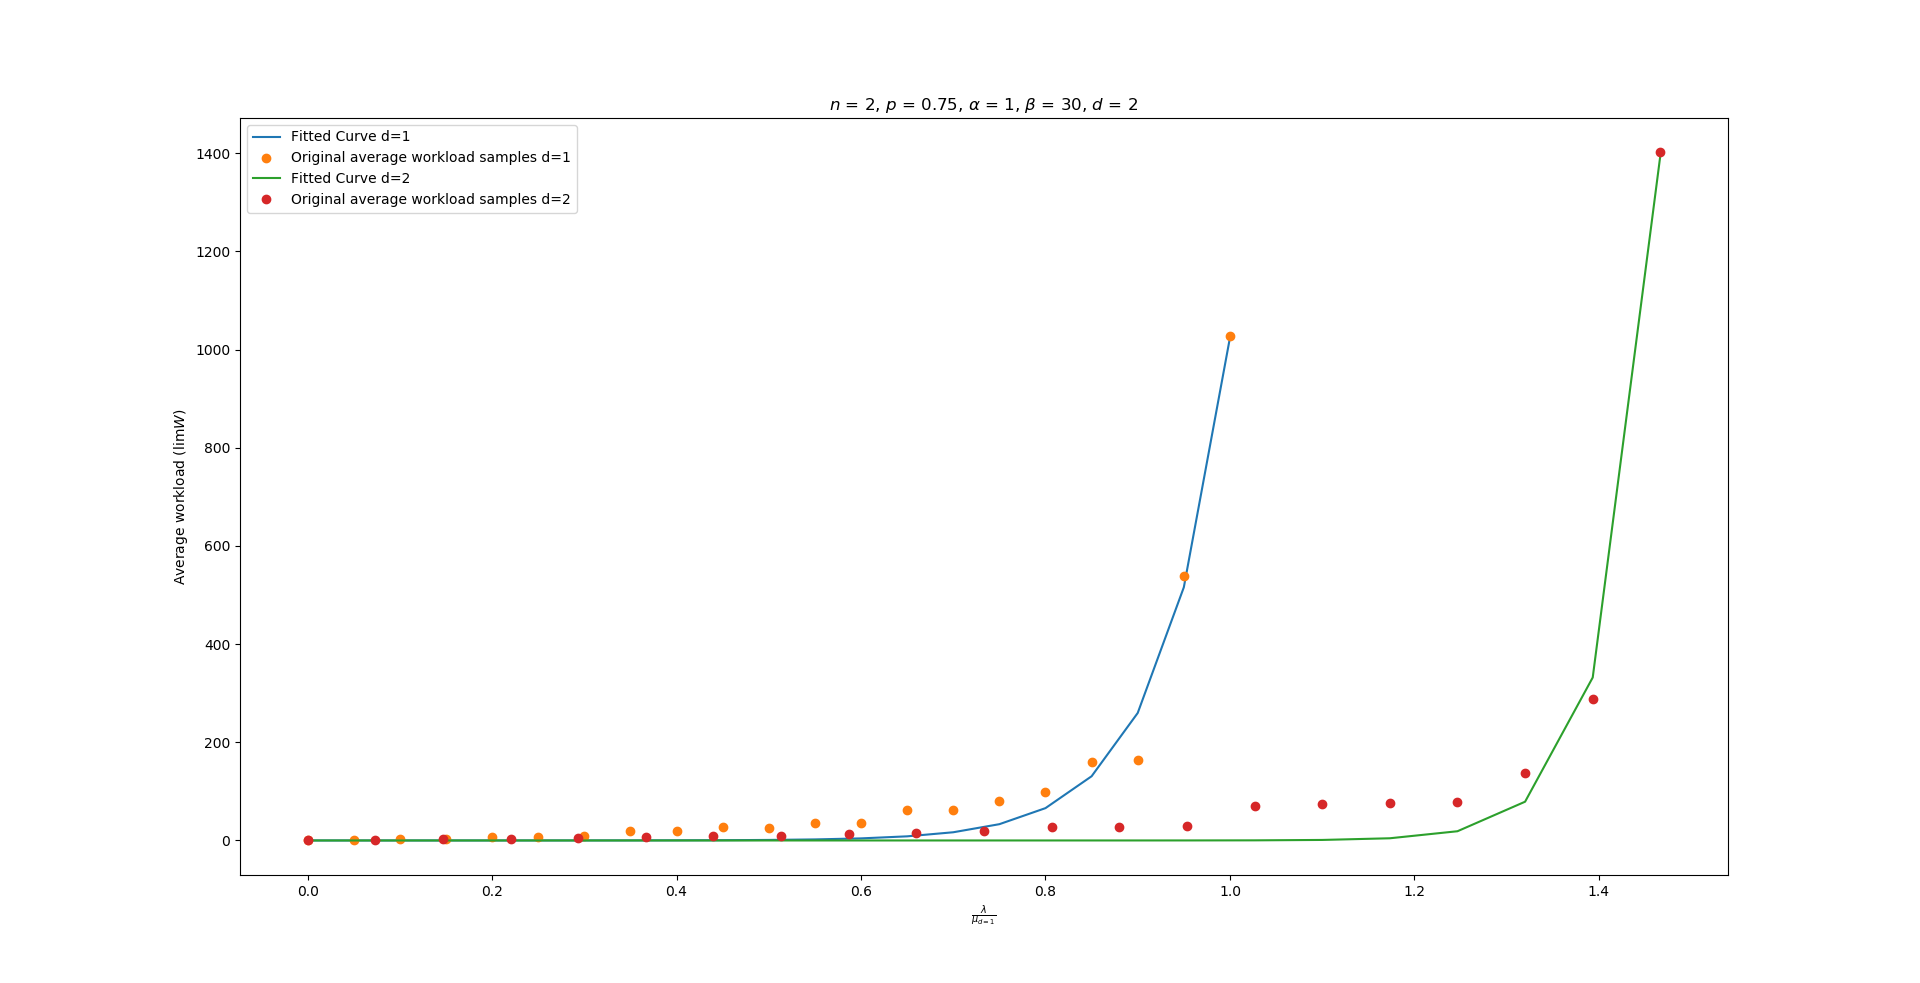 n = 2, p = 0.75, α = 1, β = 30, d = 2
Fitted Curve d=1
Original average workload samples d=1
Fitted Curve d=2
Original average workload samples d=2
1400
1200
1000
800
600
400
200
0
Average workload (limW)
0.0 0.2 0.4 0.6 0.8 1.0 1.2 1.4
λ
μd=1